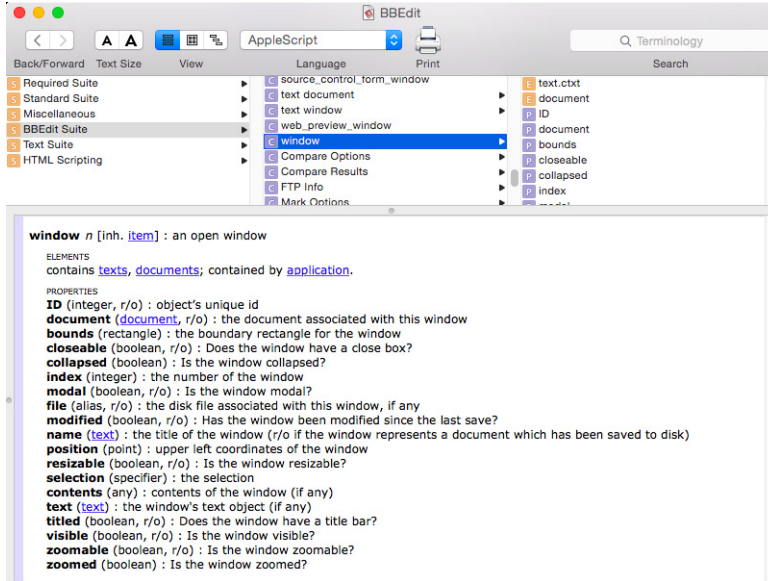 BBEdit
A A
AppleScript
Terminology
Back/Forward Text Size View Language Print Search
S Required Suite
S Standard Suite
S Miscellaneous
S BBEdit Suite
S Text Suite
S HTML Scripting
C source_control_form_window
C text document
C text window
C web_preview_window
C window
C Compare Options
C Compare Results
C FTP Info
C Mark Options
E text.ctxt
E document
P ID
P document
P bounds
P closeable
P collapsed
P index
modal
window n [inh. item] : an open window
ELEMENTS
contains texts, documents; contained by application.
PROPERTIES
ID (integer, r/o) : object's unique id
document (document, r/o) : the document associated with this window
bounds (rectangle) : the boundary rectangle for the window
closeable (boolean, r/o) : Does the window have a close box?
collapsed (boolean) : Is the window collapsed?
index (integer) : the number of the window
modal (boolean, r/o) : Is the window modal?
file (alias, r/o) : the disk file associated with this window, if any
modified (boolean, r/o) : Has the window been modified since the last save?
name (text) : the title of the window (r/o if the window represents a document which has been saved to disk)
position (point) : upper left coordinates of the window
resizable (boolean, r/o) : Is the window resizable?
selection (specifier) : the selection
contents (any) : contents of the window (if any)
text (text) : the window's text object (if any)
titled (boolean, r/o) : Does the window have a title bar?
visible (boolean, r/o) : Is the window visible?
zoomable (boolean, r/o) : Is the window zoomable?
zoomed (boolean) : Is the window zoomed?